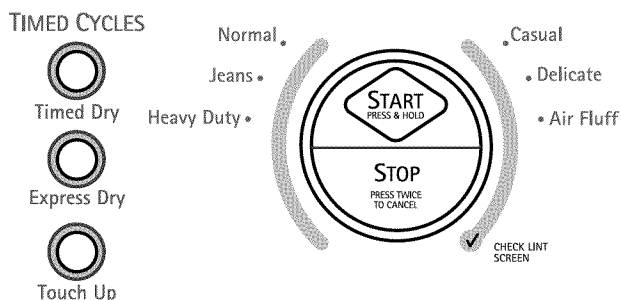 TIMED CYCLES
Timed Dry
Express Dry
Touch Up
Normal
Jeans
Heavy Duty
START
PRESS & HOLD
STOP
PRESS TWICE
TO CANCEL
Casual
Delicate
Air Fluff
CHECK LINT
SCREEN